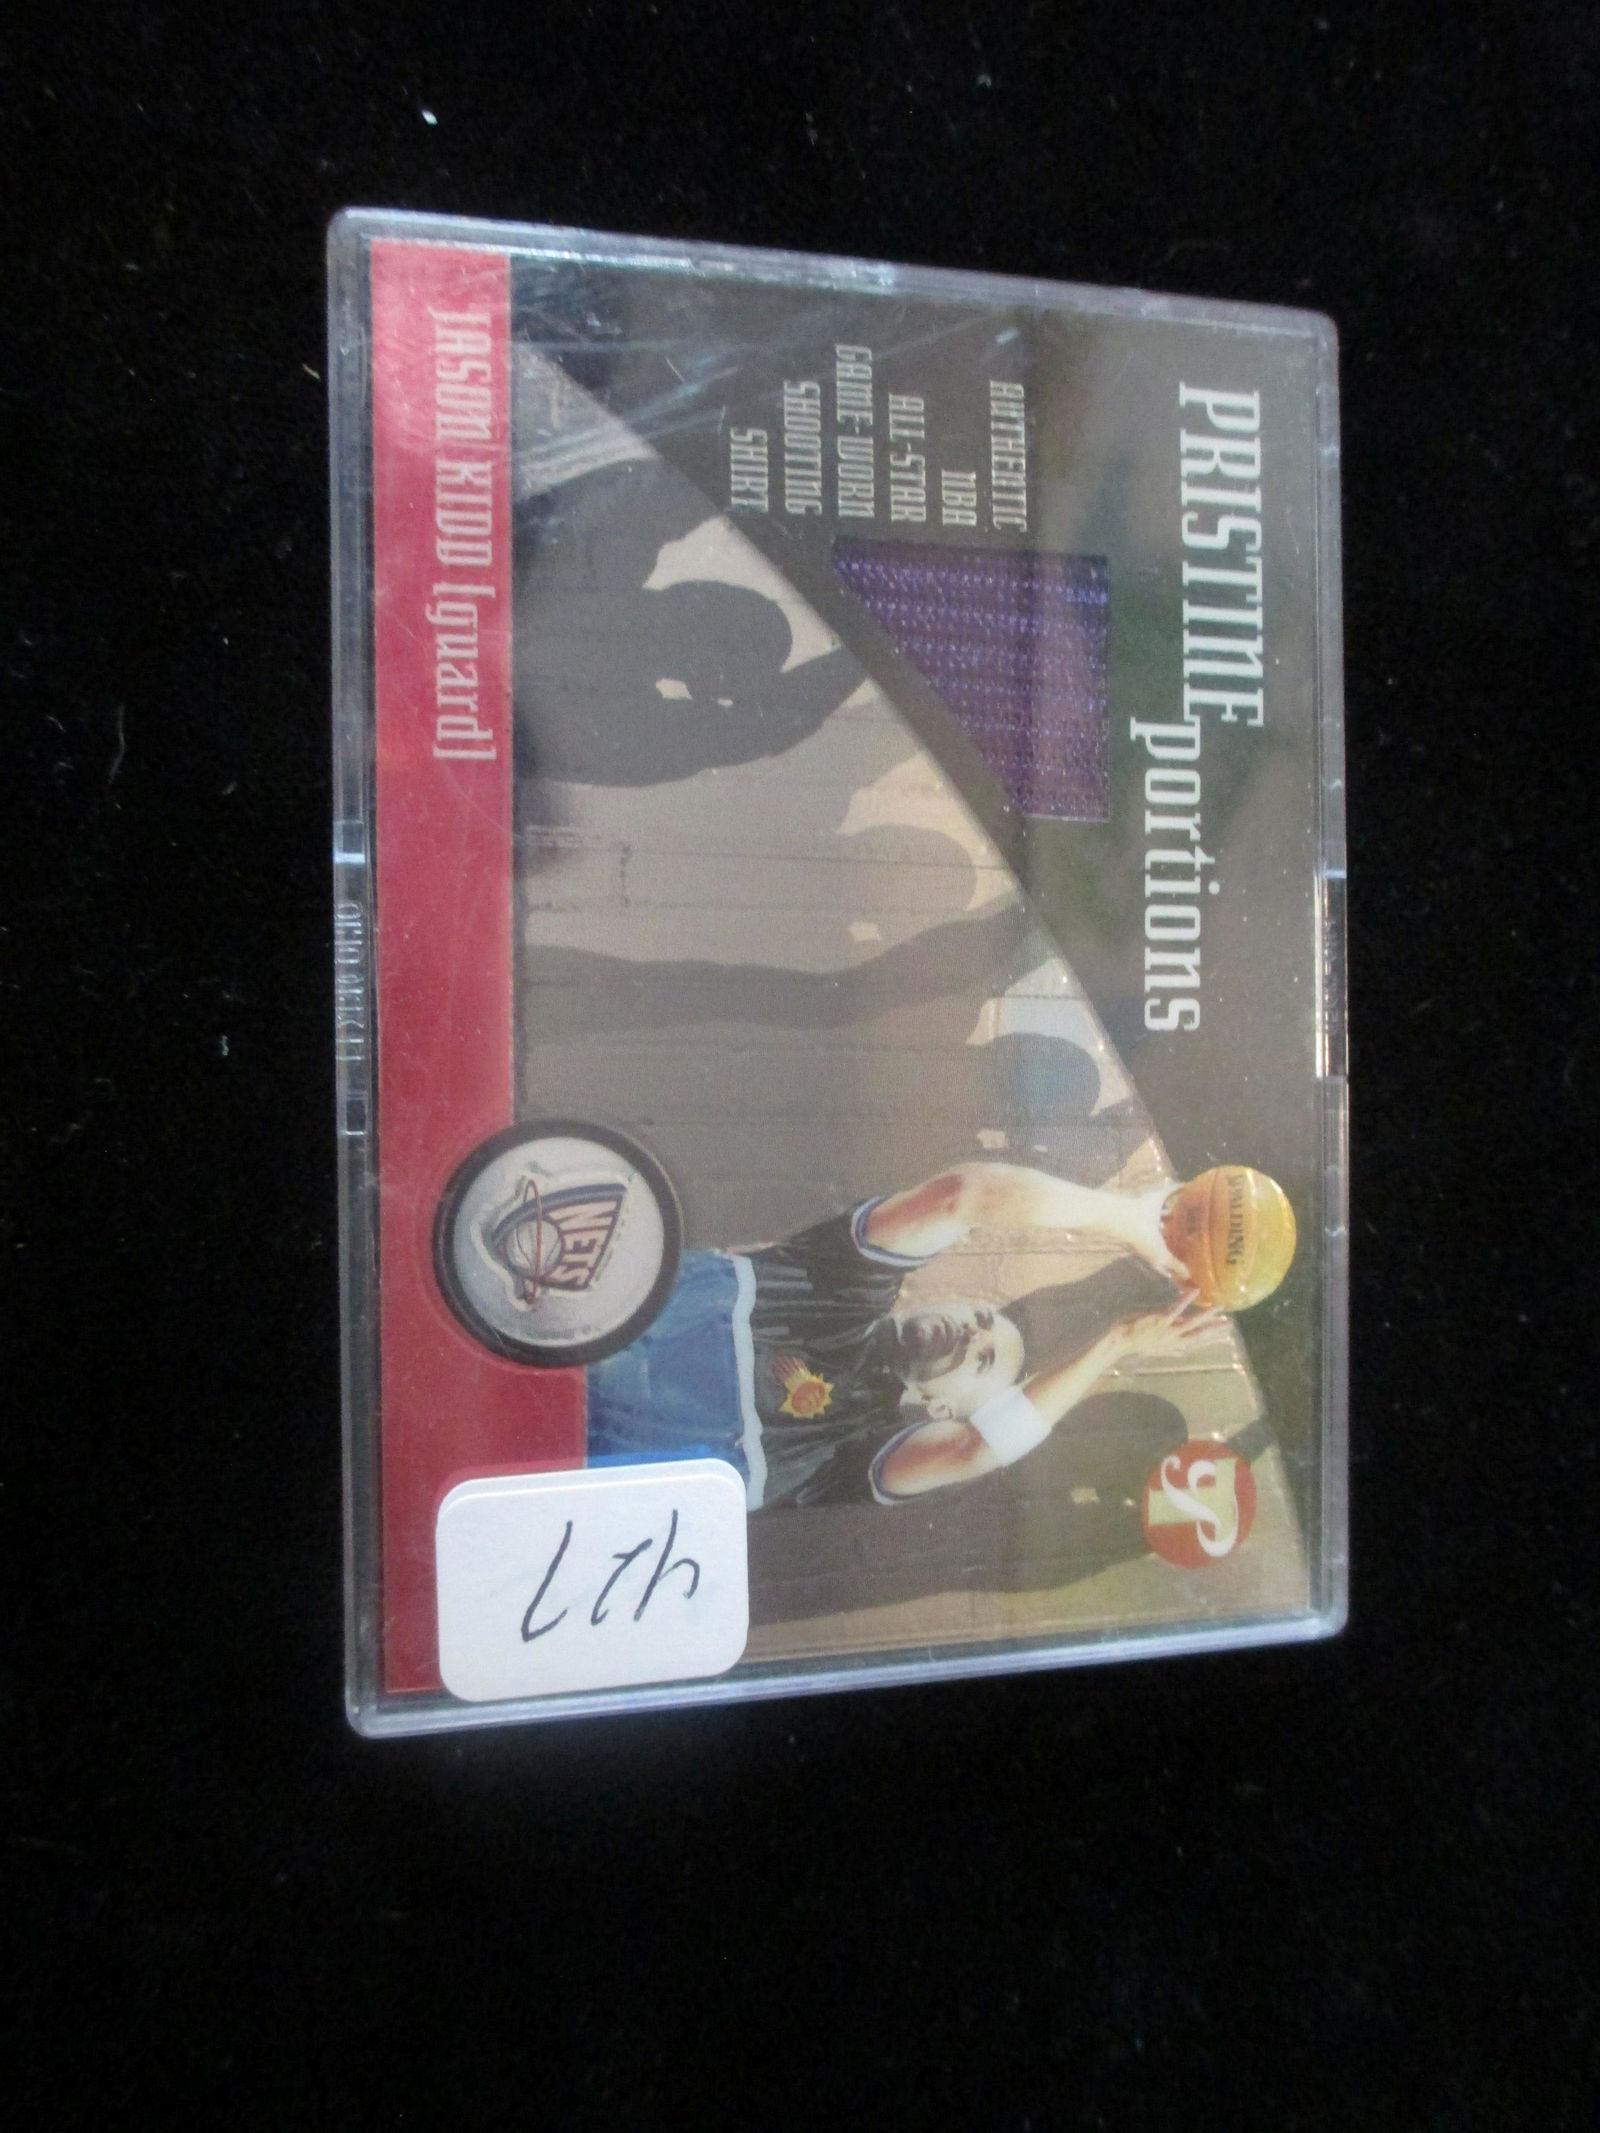 PRISTINE
portions
AUTHENTIC
NBA
ALL-STAR
GAME-WORN
SHOOTING
SHIRT
SPALDING
P
NETS
JASON KIDD (guard)
427